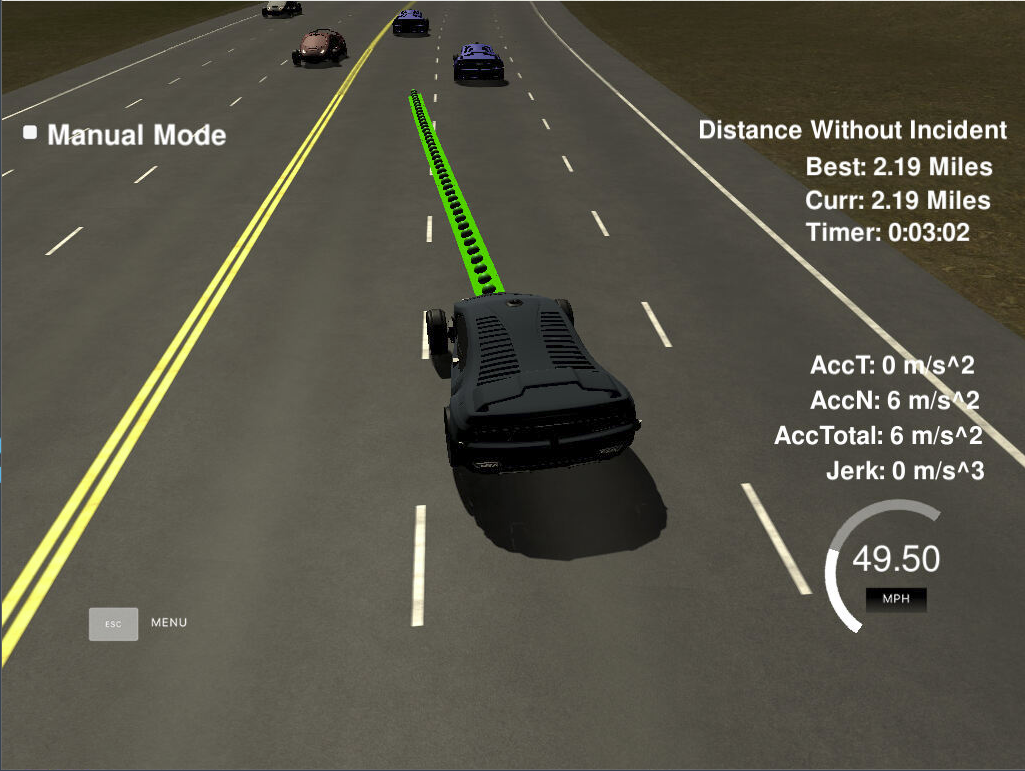 Manual Mode
Distance Without Incident
Best: 2.19 Miles
Curr: 2.19 Miles
Timer: 0:03:02
AccT: 0 m/s^2
AccN: 6 m/s^2
AccTotal: 6 m/s^2
Jerk: 0 m/s^3
49.50
MPH
ESC MENU